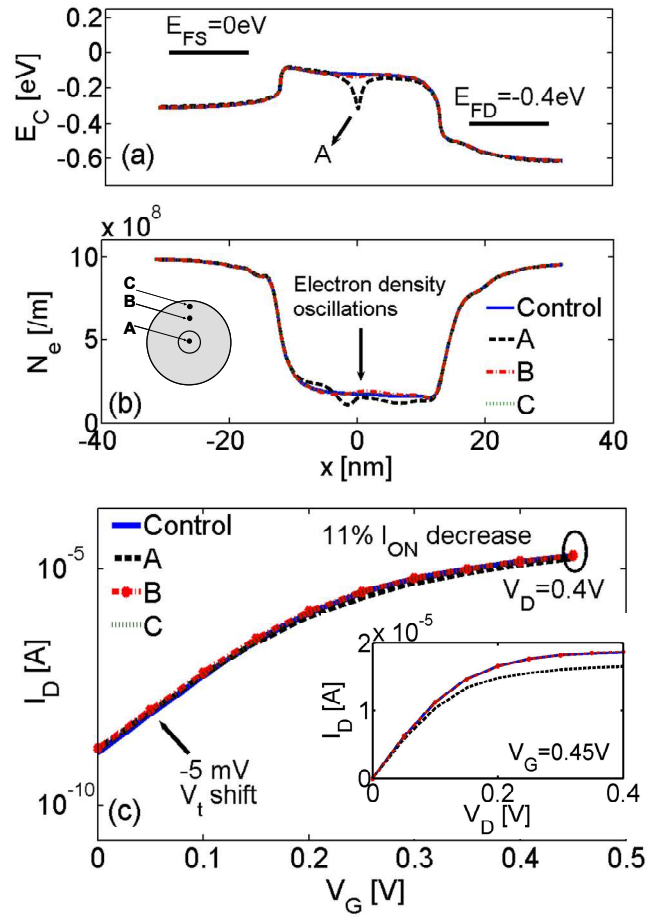 0.2
0
-0.2
-0.4
-0.6
E_C [eV]
E_FS=0eV
E_FD=-0.4eV
A
(a)
x 10^8
10
5
0
N_e [/m]
C
B
A
Electron density
oscillations
Control
A
B
C
(b)
-40
-20
0
20
40
x [nm]
10^-5
10^-10
I_D [A]
Control
A
B
C
11% I_ON decrease
V_D=0.4V
-5 mV
V_t shift
(c)
x 10^-5
2
1
0
I_D [A]
V_G=0.45V
0
0.2
0.4
V_D [V]
0
0.1
0.2
0.3
0.4
0.5
V_G [V]